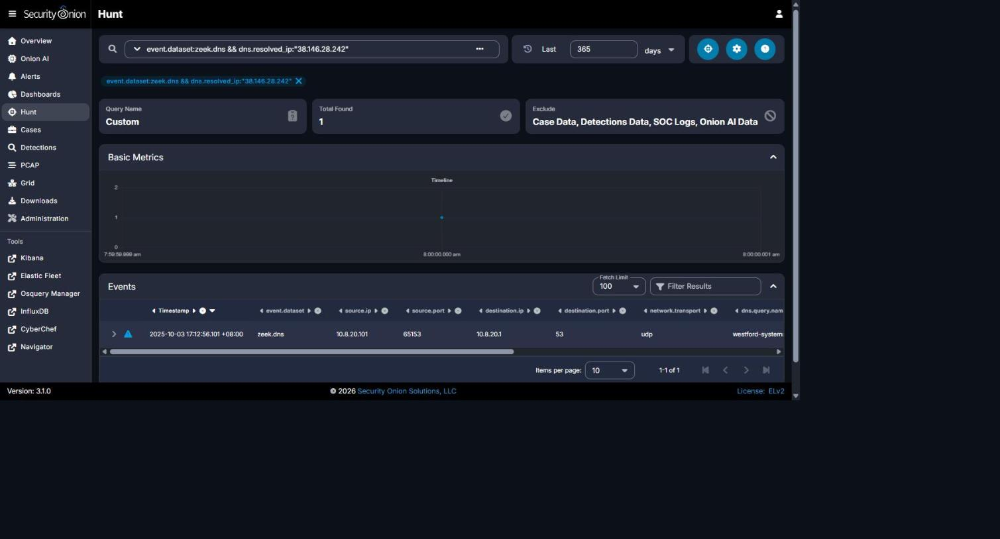 Security Onion
Hunt
Overview
Onion AI
Alerts
Dashboards
Hunt
Cases
Detections
PCAP
Grid
Downloads
Administration
Tools
Kibana
Elastic Fleet
Osquery Manager
InfluxDB
CyberChef
Navigator
Version: 3.1.0
event.dataset:zeek.dns && dns.resolved_ip:"38.146.28.242"
Last 365 days
event.dataset:zeek.dns && dns.resolved_ip:"38.146.28.242"
Query Name
Custom
Total Found
1
Exclude
Case Data, Detections Data, SOC Logs, Onion AI Data
Basic Metrics
Timeline
2
1
0
7:59:59.999 am 8:00:00.000 am 8:00:00.001 am
Events
Fetch Limit
100
Filter Results
Timestamp event.dataset source.ip source.port destination.ip destination.port network.transport dns.query.nam
2025-10-03 17:12:56.101 +08:00 zeek.dns 10.8.20.101 65153 10.8.20.1 53 udp westford-systems
Items per page: 10 1-1 of 1
© 2026 Security Onion Solutions, LLC
License: ELv2